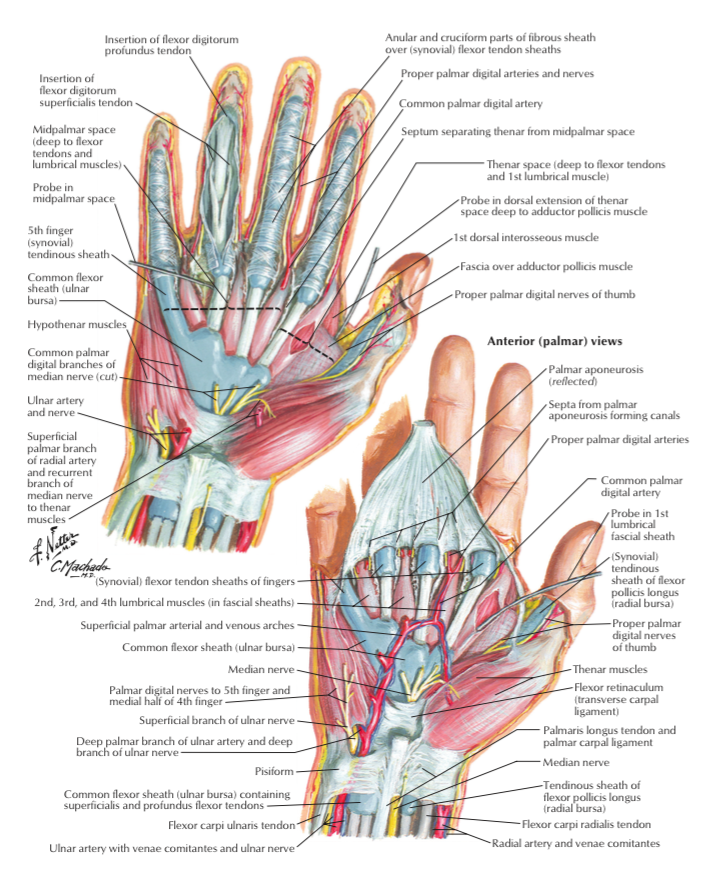 Insertion of flexor digitorum
profundus tendon
Insertion of
flexor digitorum
superficialis tendon
Midpalmar space
(deep to flexor
tendons and
lumbrical muscles)
Probe in
midpalmar space
5th finger
(synovial)
tendinous sheath
Common flexor
sheath (ulnar
bursa)
Hypothenar muscles
Common palmar
digital branches of
median nerve (cut)
Ulnar artery
and nerve
Superficial
palmar branch
of radial artery
and recurrent
branch of
median nerve
to thenar
muscles
Anular and cruciform parts of fibrous sheath
over (synovial) flexor tendon sheaths
Proper palmar digital arteries and nerves
Common palmar digital artery
Septum separating thenar from midpalmar space
Thenar space (deep to flexor tendons
and 1st lumbrical muscle)
Probe in dorsal extension of thenar
space deep to adductor pollicis muscle
1st dorsal interosseous muscle
Fascia over adductor pollicis muscle
Proper palmar digital nerves of thumb
Anterior (palmar) views
Palmar aponeurosis
(reflected)
Septa from palmar
aponeurosis forming canals
Proper palmar digital arteries
Common palmar
digital artery
Probe in 1st
lumbrical
fascial sheath
(Synovial)
tendinous
sheath of flexor
pollicis longus
(radial bursa)
Proper palmar
digital nerves
of thumb
Thenar muscles
Flexor retinaculum
(transverse carpal
ligament)
Palmaris longus tendon and
palmar carpal ligament
Median nerve
Tendinous sheath of
flexor pollicis longus
(radial bursa)
Flexor carpi radialis tendon
Radial artery and venae comitantes
F. Netter
M.D.
C. Machado
M.D.
(Synovial) flexor tendon sheaths of fingers
2nd, 3rd, and 4th lumbrical muscles (in fascial sheaths)
Superficial palmar arterial and venous arches
Common flexor sheath (ulnar bursa)
Median nerve
Palmar digital nerves to 5th finger and
medial half of 4th finger
Superficial branch of ulnar nerve
Deep palmar branch of ulnar artery and deep
branch of ulnar nerve
Pisiform
Common flexor sheath (ulnar bursa) containing
superficialis and profundus flexor tendons
Flexor carpi ulnaris tendon
Ulnar artery with venae comitantes and ulnar nerve